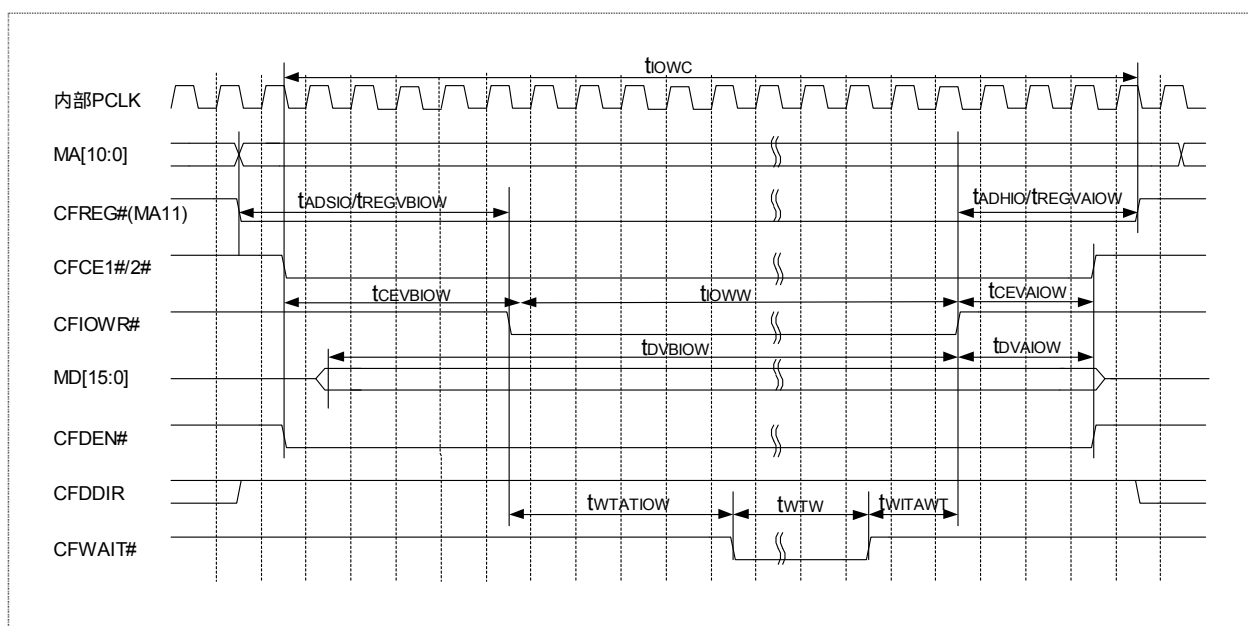 tIOWC
内部PCLK
MA[10:0]
tADSIO/tREGVBIOW
tADHIO/tREGVAIOW
CFREG#(MA11)
CFCE1#/2#
tCEVBIOW
tIOWW
tCEVAIOW
CFIOWR#
tDVBIOW
tDVAIOW
MD[15:0]
CFDEN#
CFDDIR
tWTATIOW
tWTW
tWITAWT
CFWAIT#